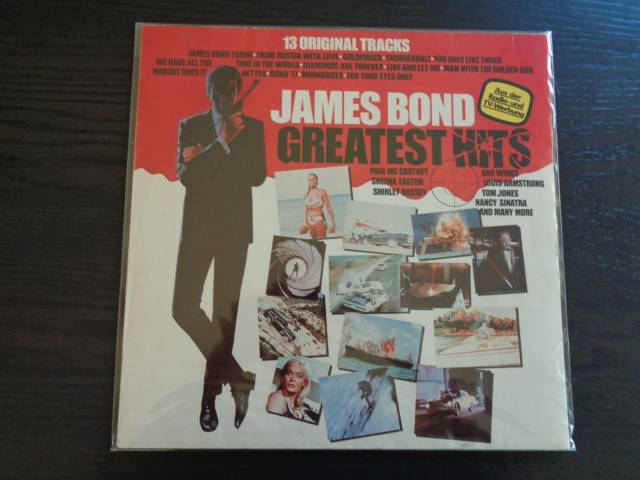 13 ORIGINAL TRACKS
JAMES BOND THEME • FROM RUSSIA WITH LOVE • GOLDFINGER • THUNDERBALL • YOU ONLY LIVE TWICE
WE HAVE ALL THE TIME IN THE WORLD • DIAMONDS ARE FOREVER • LIVE AND LET DIE • MAN WITH THE GOLDEN GUN
NOBODY DOES IT BETTER • BOND '77 • MOONRAKER • FOR YOUR EYES ONLY
JAMES BOND
GREATEST HITS
Aus der
Radio- und
TV-Werbung
PAUL MC CARTNEY AND WINGS
SHEENA EASTON LOUIS ARMSTRONG
SHIRLEY BASSEY TOM JONES
NANCY SINATRA
AND MANY MORE